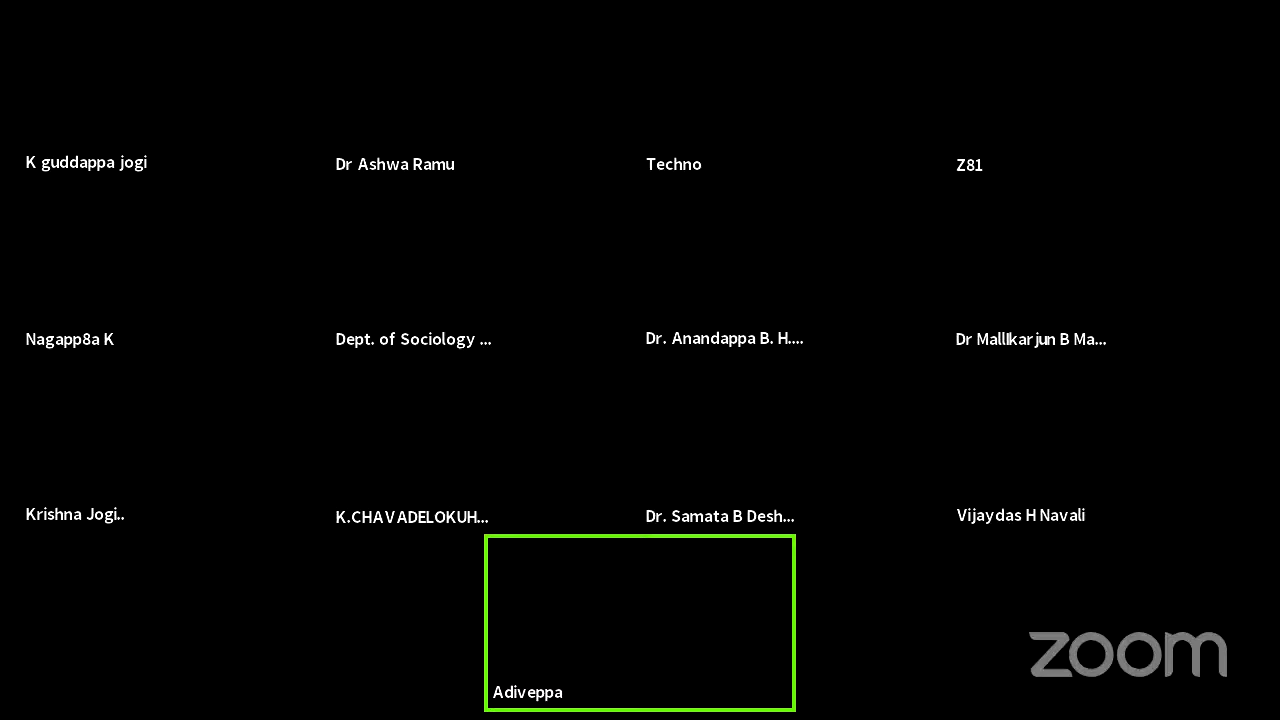 K guddappa jogi
Dr Ashwa Ramu
Techno
Z81
Nagapp8a K
Dept. of Sociology ...
Dr. Anandappa B. H....
Dr MallIkarjun B Ma...
Krishna Jogi..
K.CHAVADELOKUH...
Dr. Samata B Desh...
Vijaydas H Navali
Adiveppa
zoom